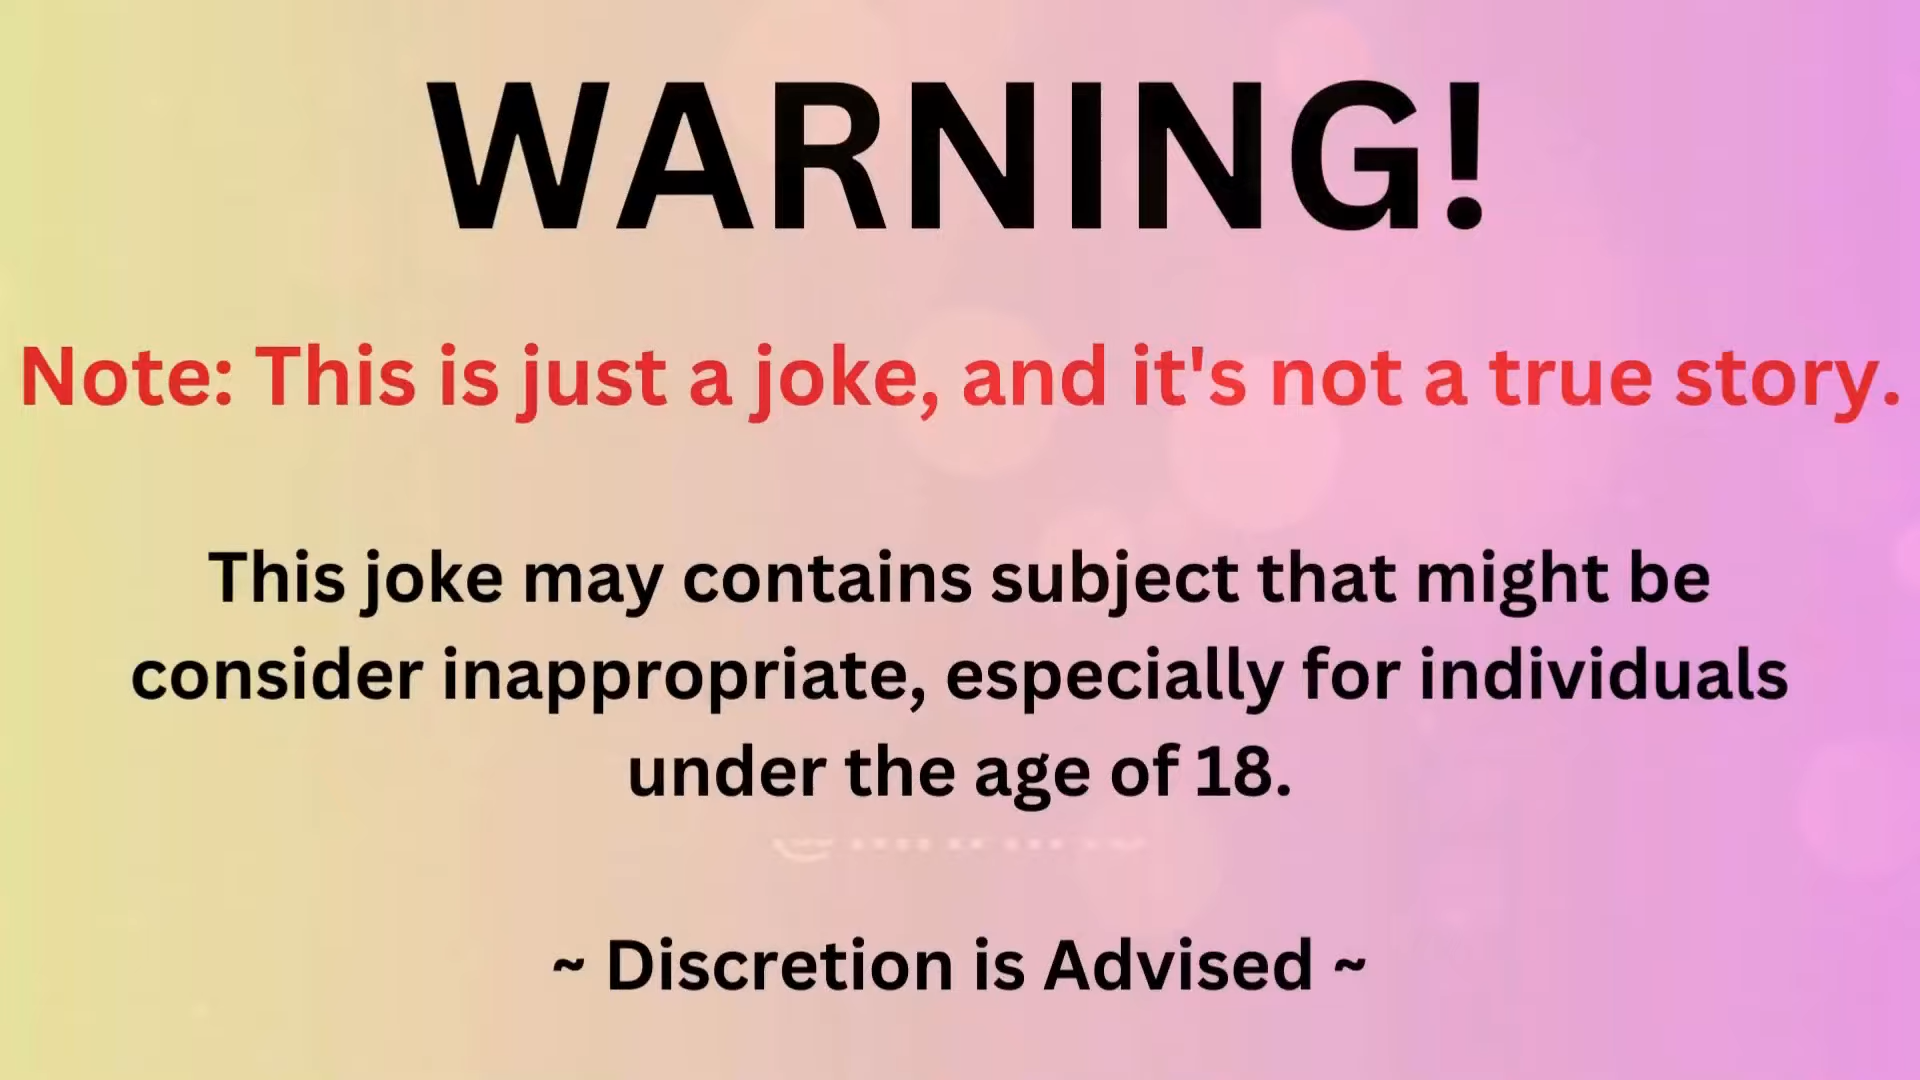 WARNING!
Note: This is just a joke, and it's not a true story.
This joke may contains subject that might be
consider inappropriate, especially for individuals
under the age of 18.
~ Discretion is Advised ~